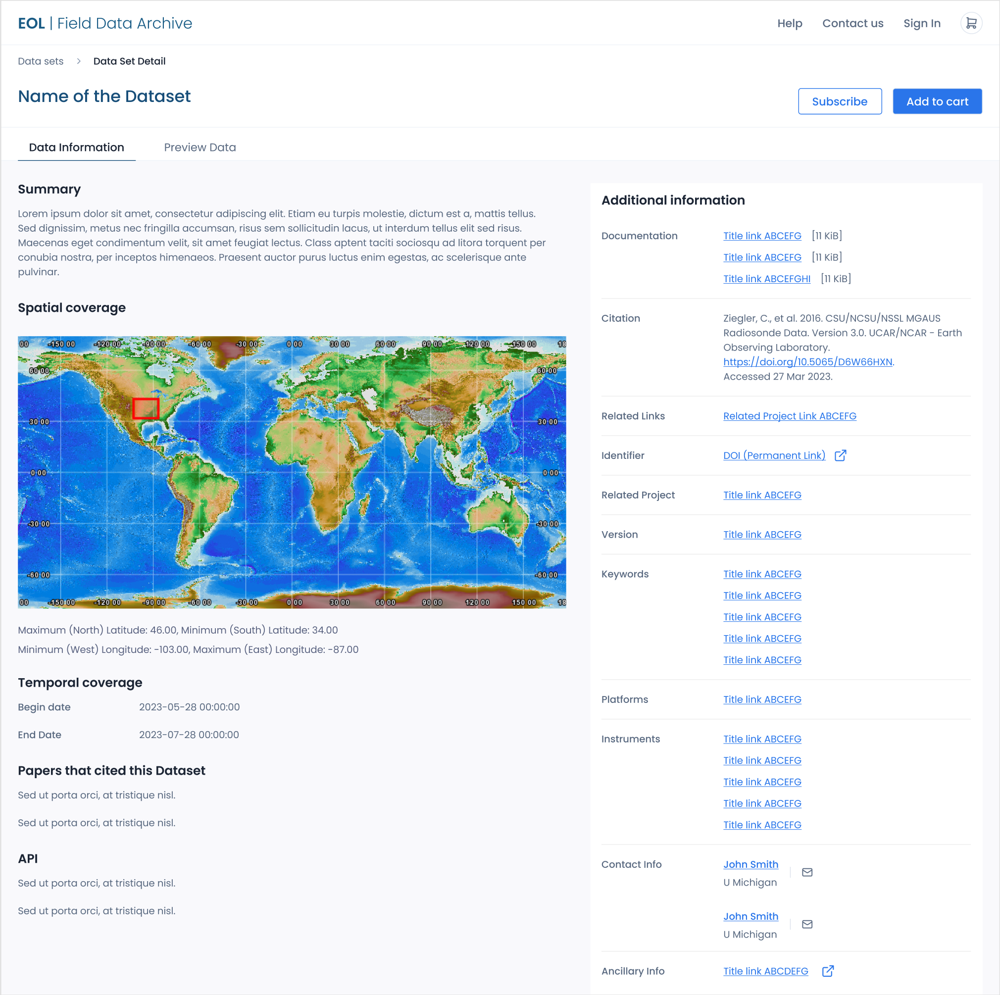 EOL | Field Data Archive
Help Contact us Sign In
Data sets > Data Set Detail
Name of the Dataset
Subscribe Add to cart
Data Information Preview Data
Summary
Lorem ipsum dolor sit amet, consectetur adipiscing elit. Etiam eu turpis molestie, dictum est a, mattis tellus.
Sed dignissim, metus nec fringilla accumsan, risus sem sollicitudin lacus, ut interdum tellus elit sed risus.
Maecenas eget condimentum velit, sit amet feugiat lectus. Class aptent taciti sociosqu ad litora torquent per
conubia nostra, per inceptos himenaeos. Praesent auctor purus luctus enim egestas, ac scelerisque ante
pulvinar.
Spatial coverage
00 -150 00 -120 00 -90 00 -60 00 -30 00 0 00 30 00 60 00 90 00 120 00 150 00 18
60 00 60 00
30 00 30 00
0 00 0 00
-30 00 -30 00
-60 00 -60 00
00 -150 00 -120 00 -90 00 -60 00 -30 00 0 00 30 00 60 00 90 00 120 00 150 00 18
Maximum (North) Latitude: 46.00, Minimum (South) Latitude: 34.00
Minimum (West) Longitude: -103.00, Maximum (East) Longitude: -87.00
Temporal coverage
Begin date 2023-05-28 00:00:00
End Date 2023-07-28 00:00:00
Papers that cited this Dataset
Sed ut porta orci, at tristique nisl.
Sed ut porta orci, at tristique nisl.
API
Sed ut porta orci, at tristique nisl.
Sed ut porta orci, at tristique nisl.
Additional information
Documentation Title link ABCEFG [11 KiB]
Title link ABCEFG [11 KiB]
Title link ABCEFGHI [11 KiB]
Citation Ziegler, C., et al. 2016. CSU/NCSU/NSSL MGAUS
Radiosonde Data. Version 3.0. UCAR/NCAR - Earth
Observing Laboratory.
https://doi.org/10.5065/D6W66HXN.
Accessed 27 Mar 2023.
Related Links Related Project Link ABCEFG
Identifier DOI (Permanent Link)
Related Project Title link ABCEFG
Version Title link ABCEFG
Keywords Title link ABCEFG
Title link ABCEFG
Title link ABCEFG
Title link ABCEFG
Title link ABCEFG
Platforms Title link ABCEFG
Instruments Title link ABCEFG
Title link ABCEFG
Title link ABCEFG
Title link ABCEFG
Title link ABCEFG
Contact Info John Smith
U Michigan
John Smith
U Michigan
Ancillary Info Title link ABCDEFG